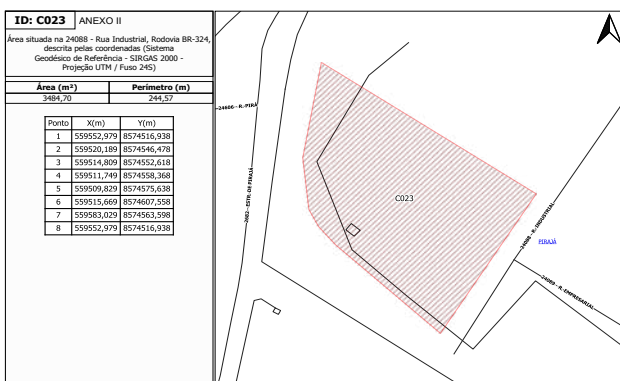 ID: C023 ANEXO II
Área situada na 24088 - Rua Industrial, Rodovia BR-324,
descrita pelas coordenadas (Sistema
Geodésico de Referência - SIRGAS 2000 -
Projeção UTM / Fuso 24S)
Área (m²) Perímetro (m)
3484,70 244,57
Ponto X(m) Y(m)
1 559552,979 8574516,938
2 559520,189 8574546,478
3 559514,809 8574552,618
4 559511,749 8574558,368
5 559509,829 8574575,638
6 559515,669 8574607,558
7 559583,029 8574563,598
8 559552,979 8574516,938
24606 - R. PIRÁ
2682 - ESTR. DE PIRAJÁ
C023
24088 - R. INDUSTRIAL
PIRAJÁ
24089 - R. EMPRESARIAL